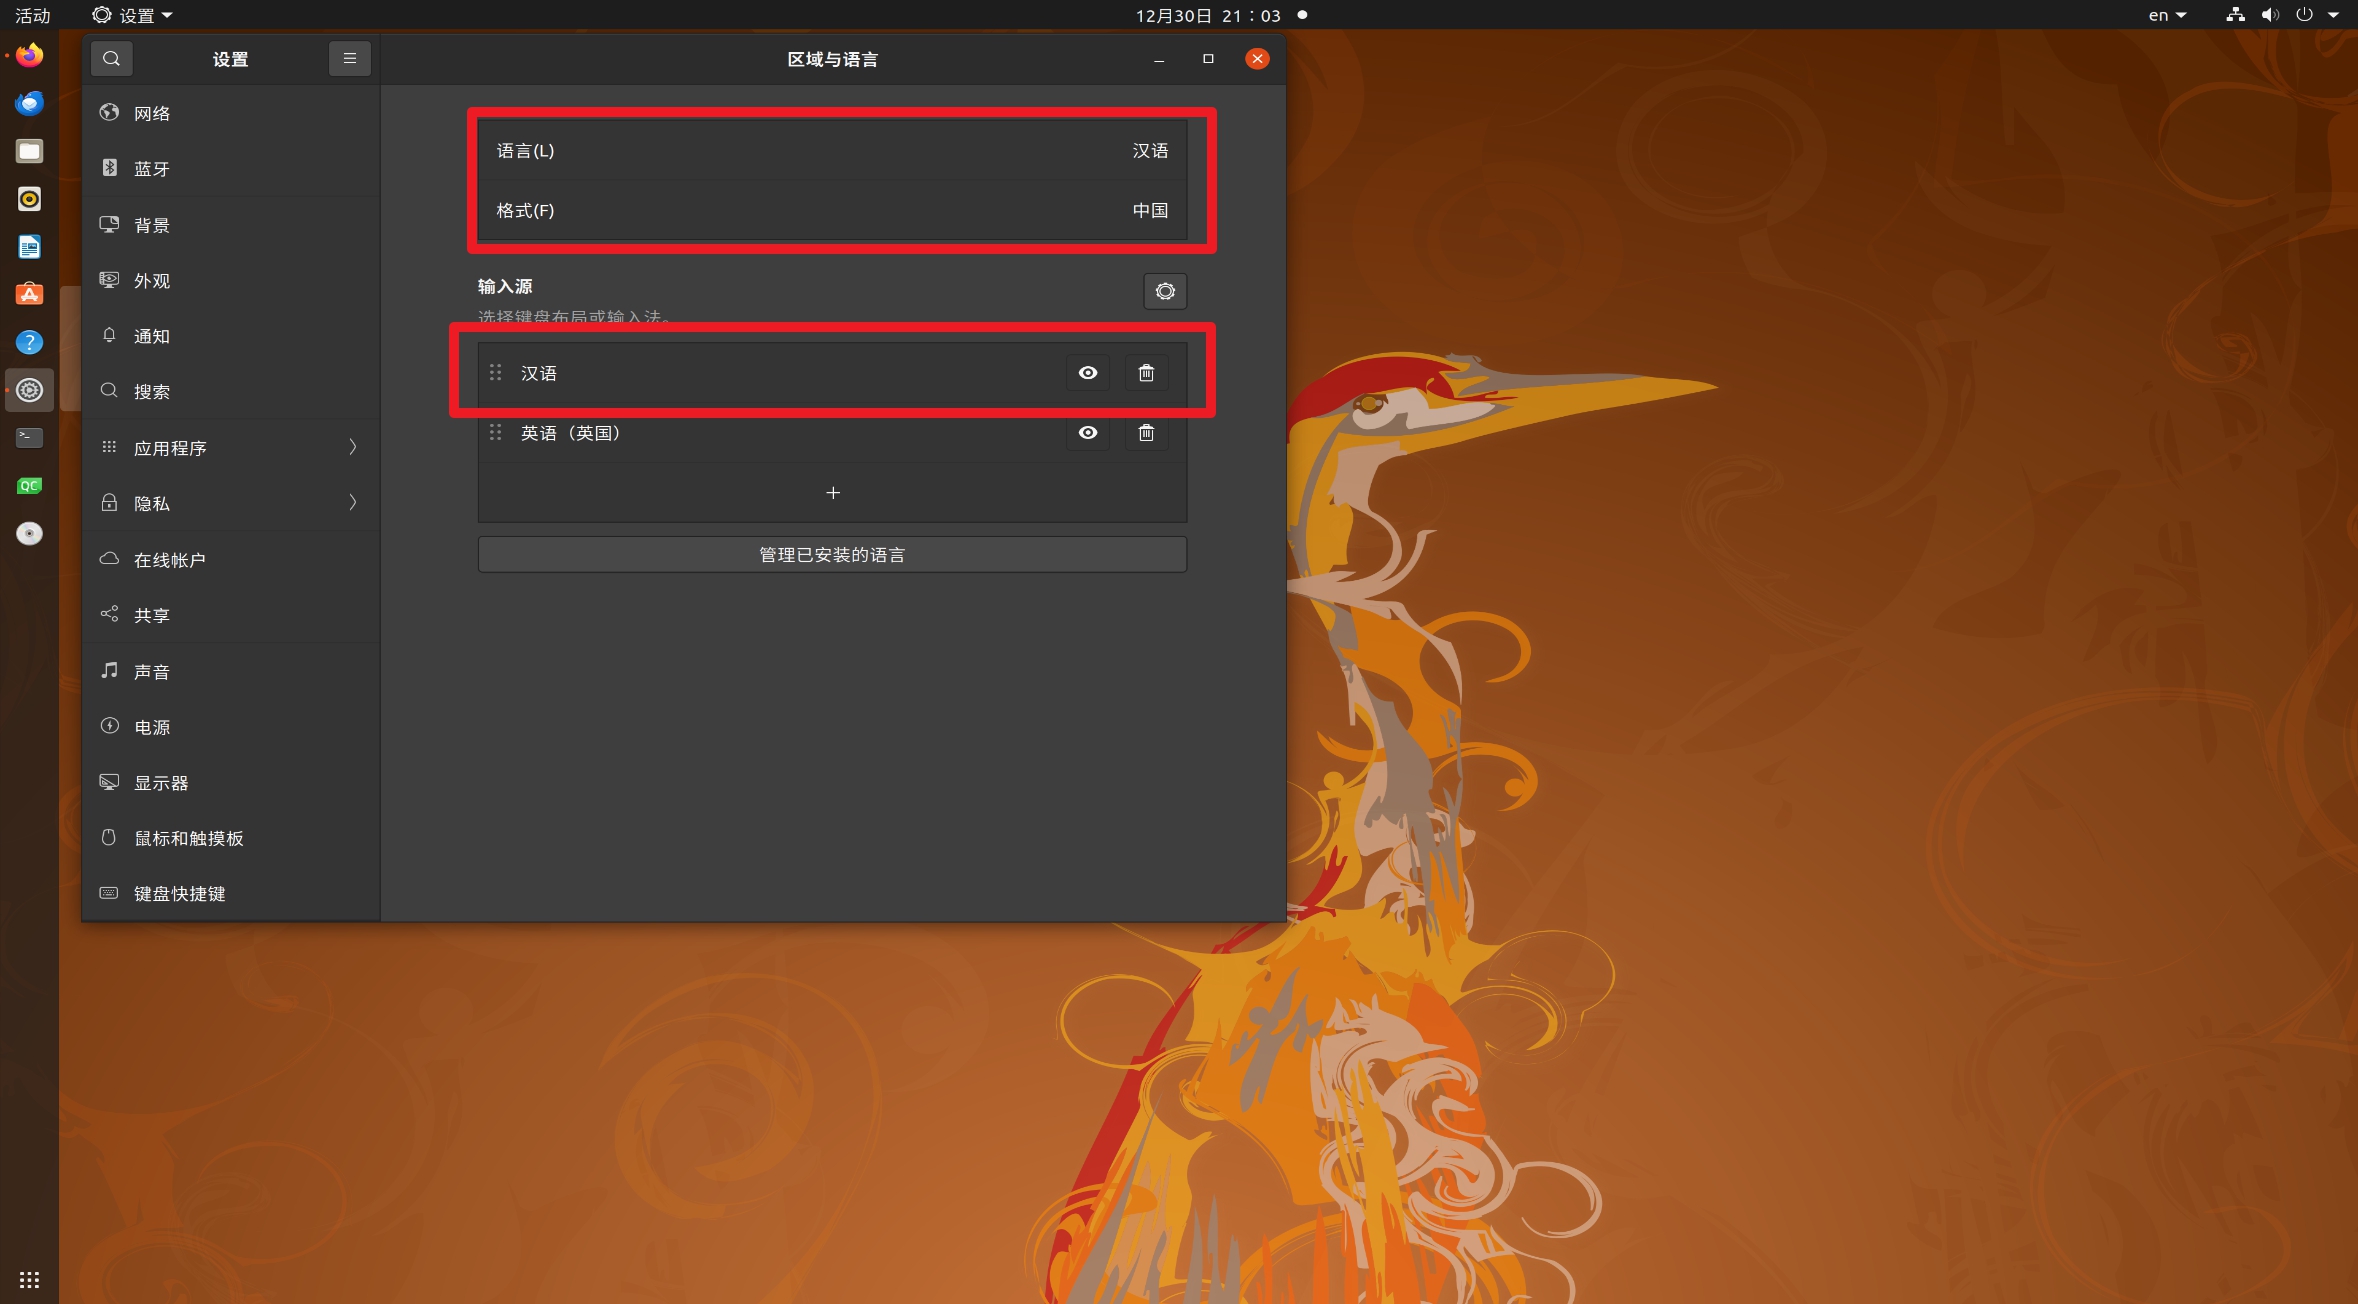 活动
设置
12月30日 21：03
en
设置
区域与语言
网络
蓝牙
背景
外观
通知
搜索
应用程序
隐私
在线帐户
共享
声音
电源
显示器
鼠标和触摸板
键盘快捷键
语言(L)
汉语
格式(F)
中国
输入源
选择键盘布局或输入法。
汉语
英语（英国）
+
管理已安装的语言
QC